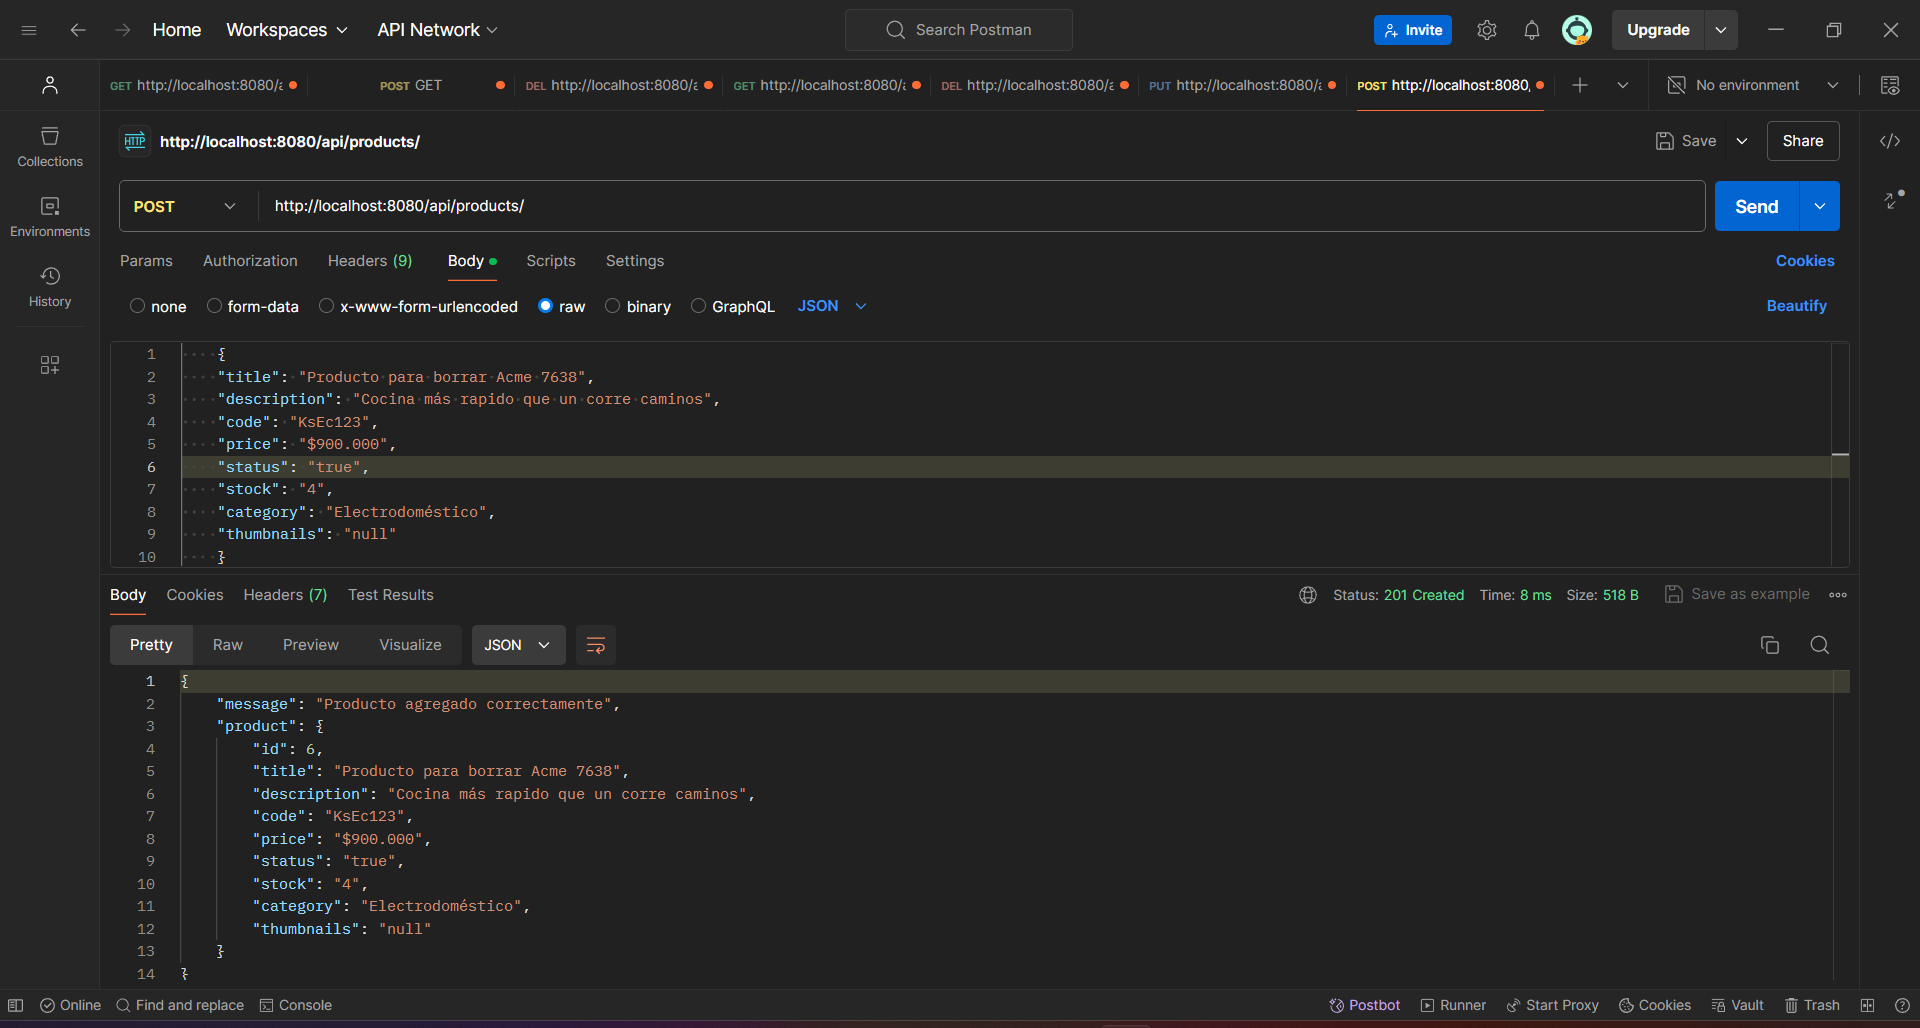 Home Workspaces API Network Search Postman Invite Upgrade
GET http://localhost:8080/a POST GET DEL http://localhost:8080/a GET http://localhost:8080/a DEL http://localhost:8080/a PUT http://localhost:8080/a POST http://localhost:8080, No environment
Collections
Environments
History
HTTP http://localhost:8080/api/products/ Save Share
POST http://localhost:8080/api/products/ Send
Params Authorization Headers (9) Body Scripts Settings Cookies
none form-data x-www-form-urlencoded raw binary GraphQL JSON Beautify
1 {
2 "title": "Producto para borrar Acme 7638",
3 "description": "Cocina más rapido que un corre caminos",
4 "code": "KsEc123",
5 "price": "$900.000",
6 "status": "true",
7 "stock": "4",
8 "category": "Electrodoméstico",
9 "thumbnails": "null"
10 }
Body Cookies Headers (7) Test Results Status: 201 Created Time: 8 ms Size: 518 B Save as example
Pretty Raw Preview Visualize JSON
1 {
2 "message": "Producto agregado correctamente",
3 "product": {
4 "id": 6,
5 "title": "Producto para borrar Acme 7638",
6 "description": "Cocina más rapido que un corre caminos",
7 "code": "KsEc123",
8 "price": "$900.000",
9 "status": "true",
10 "stock": "4",
11 "category": "Electrodoméstico",
12 "thumbnails": "null"
13 }
14 }
Online Find and replace Console Postbot Runner Start Proxy Cookies Vault Trash